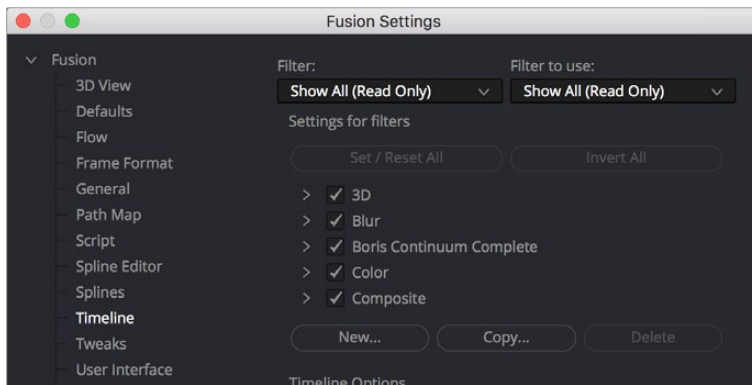 Fusion Settings
Fusion
3D View
Defaults
Flow
Frame Format
General
Path Map
Script
Spline Editor
Splines
Timeline
Tweaks
User Interface
Filter:
Filter to use:
Show All (Read Only)
Show All (Read Only)
Settings for filters
Set / Reset All
Invert All
3D
Blur
Boris Continuum Complete
Color
Composite
New...
Copy...
Delete
Timeline Options